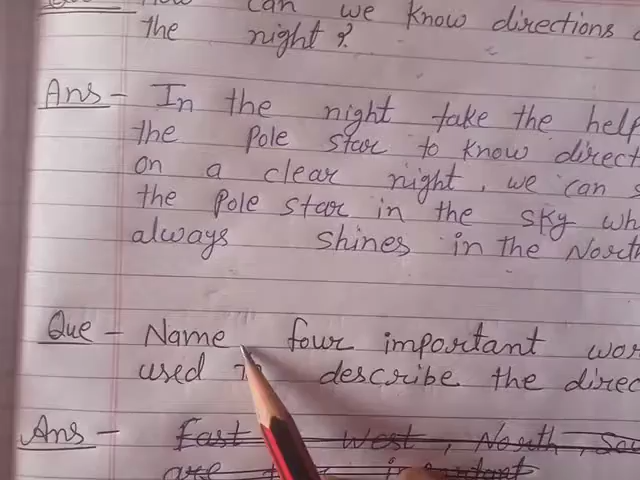 can we know directions
the night?
Ans - In the night take the help
the Pole star to know direct
on a clear night, we can s
the Pole star in the sky wh
always shines in the North
Que - Name four important wor
used describe the direc
Ans - East West, North, Sou
are important